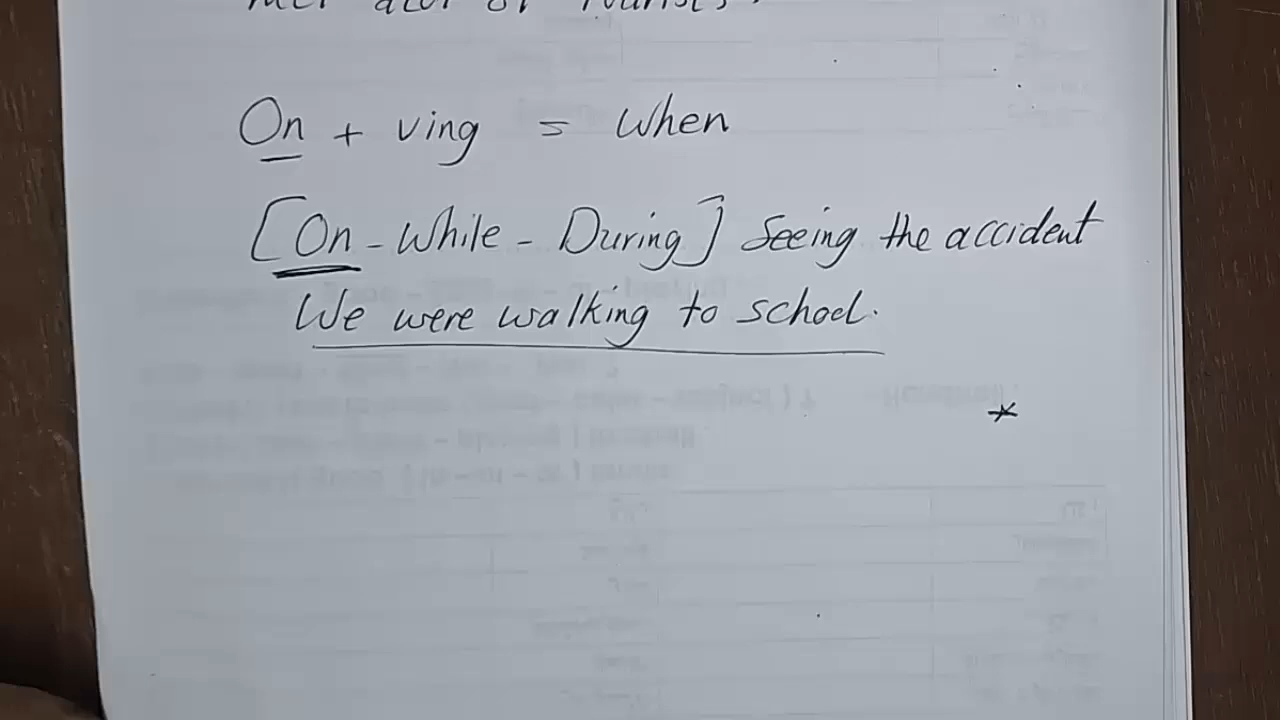 On + ving = When
[On - While - During] Seeing the accident
We were walking to school.
*